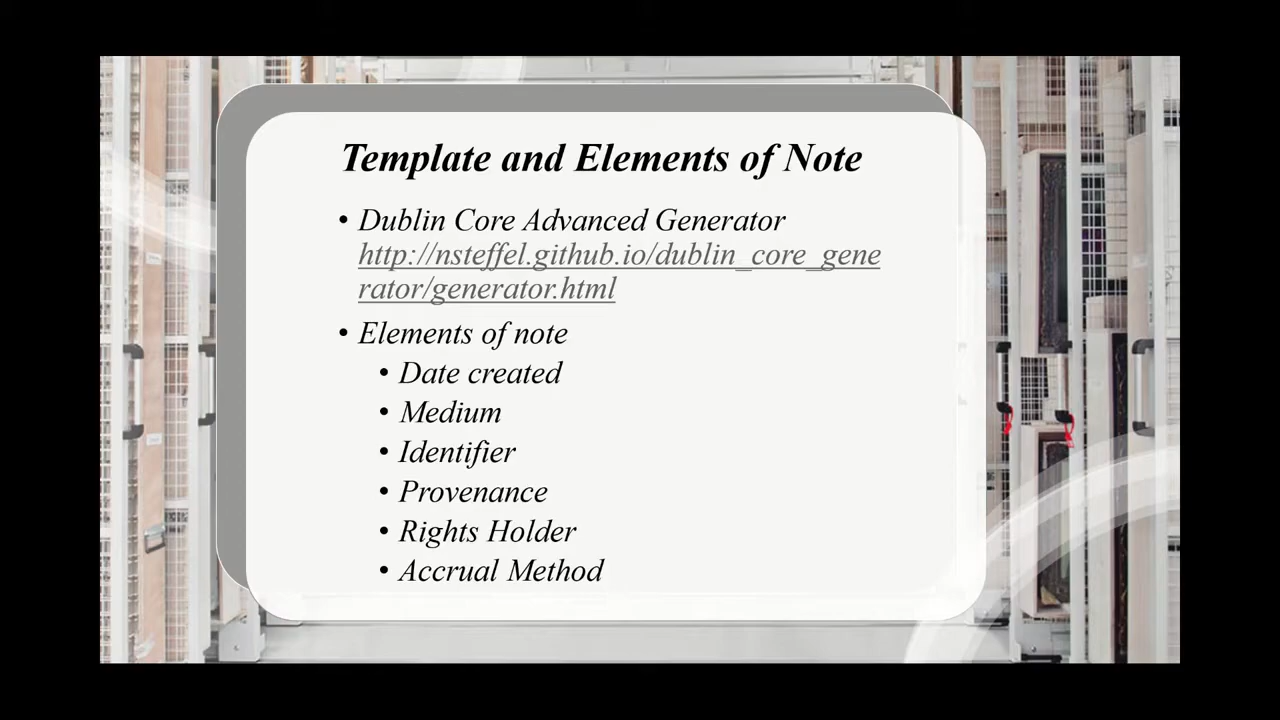 Template and Elements of Note
• Dublin Core Advanced Generator
http://nsteffel.github.io/dublin_core_gene
rator/generator.html
• Elements of note
• Date created
• Medium
• Identifier
• Provenance
• Rights Holder
• Accrual Method